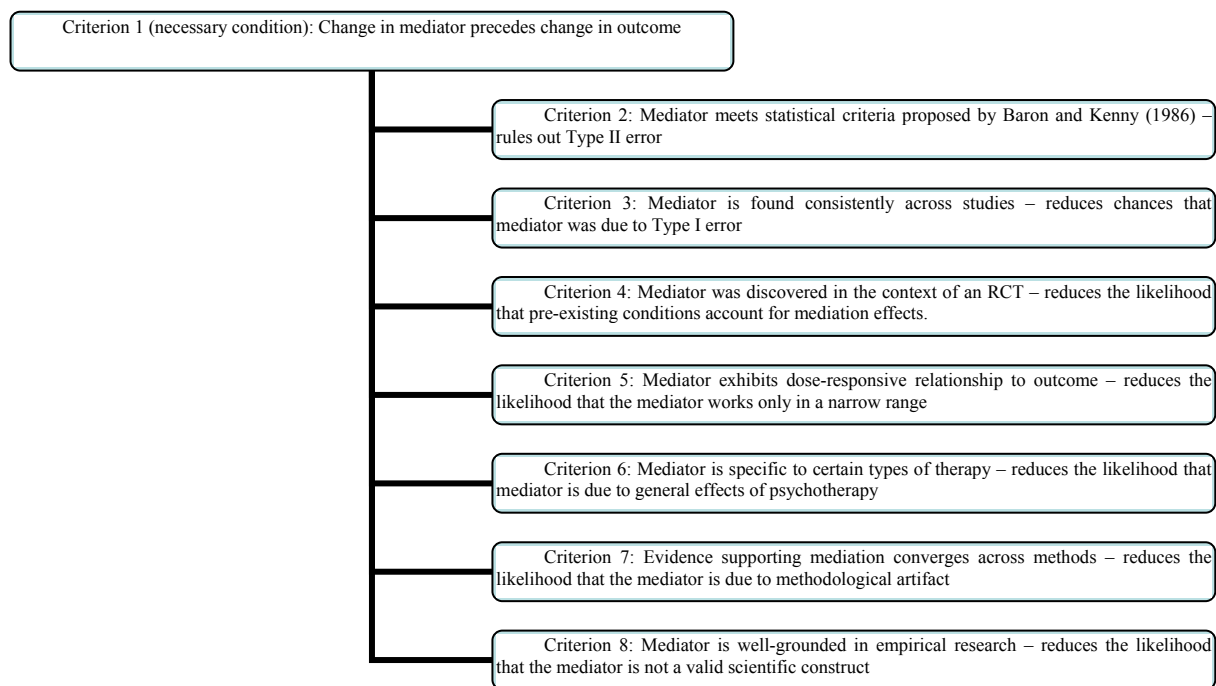 Criterion 1 (necessary condition): Change in mediator precedes change in outcome
Criterion 2: Mediator meets statistical criteria proposed by Baron and Kenny (1986) –
rules out Type II error
Criterion 3: Mediator is found consistently across studies – reduces chances that
mediator was due to Type I error
Criterion 4: Mediator was discovered in the context of an RCT – reduces the likelihood
that pre-existing conditions account for mediation effects.
Criterion 5: Mediator exhibits dose-responsive relationship to outcome – reduces the
likelihood that the mediator works only in a narrow range
Criterion 6: Mediator is specific to certain types of therapy – reduces the likelihood that
mediator is due to general effects of psychotherapy
Criterion 7: Evidence supporting mediation converges across methods – reduces the
likelihood that the mediator is due to methodological artifact
Criterion 8: Mediator is well-grounded in empirical research – reduces the likelihood
that the mediator is not a valid scientific construct